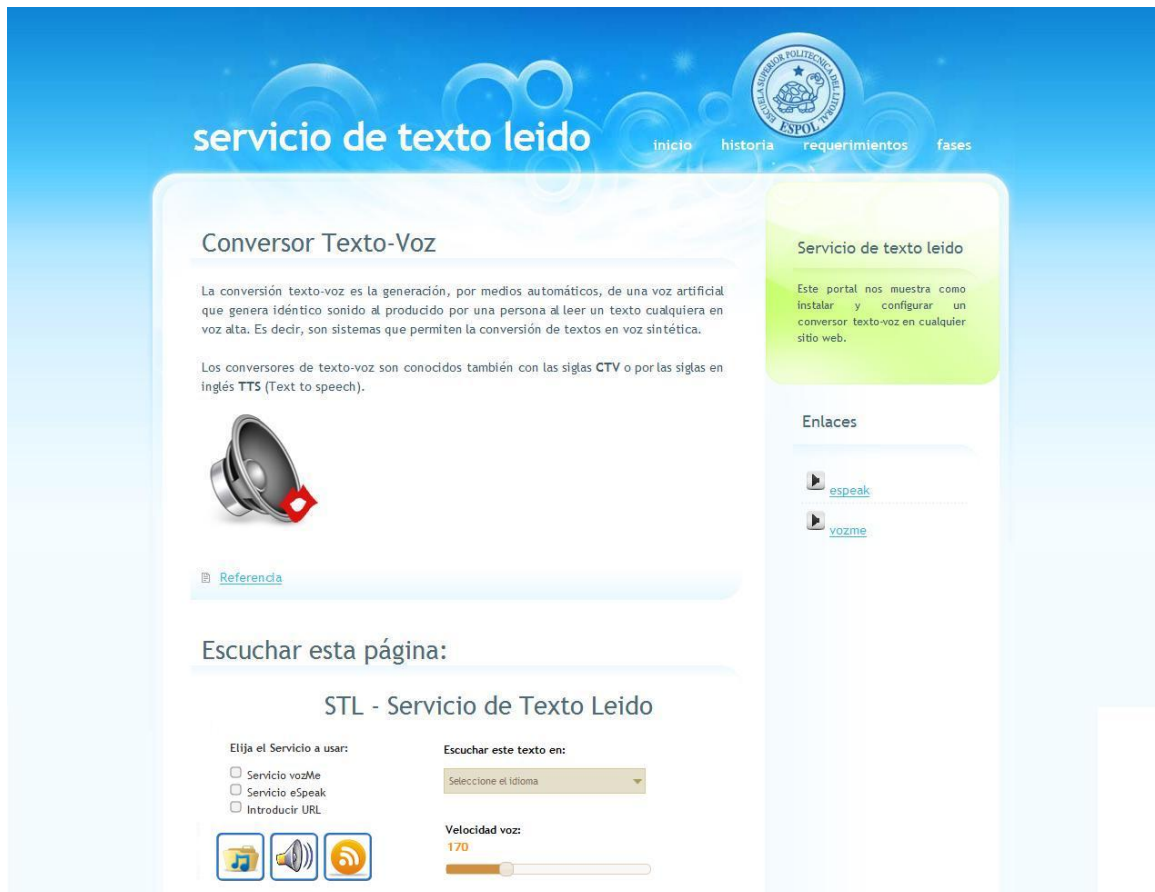 ESCUELA SUPERIOR POLITECNICA DEL LITORAL
ESPOL
servicio de texto leido
inicio historia requerimientos fases
Conversor Texto-Voz
La conversión texto-voz es la generación, por medios automáticos, de una voz artificial
que genera idéntico sonido al producido por una persona al leer un texto cualquiera en
voz alta. Es decir, son sistemas que permiten la conversión de textos en voz sintética.
Los conversores de texto-voz son conocidos también con las siglas CTV o por las siglas en
inglés TTS (Text to speech).
Referencia
Servicio de texto leido
Este portal nos muestra como
instalar y configurar un
conversor texto-voz en cualquier
sitio web.
Enlaces
espeak
vozme
Escuchar esta página:
STL - Servicio de Texto Leido
Elija el Servicio a usar:
Servicio vozMe
Servicio eSpeak
Introducir URL
Escuchar este texto en:
Seleccione el idioma
Velocidad voz:
170